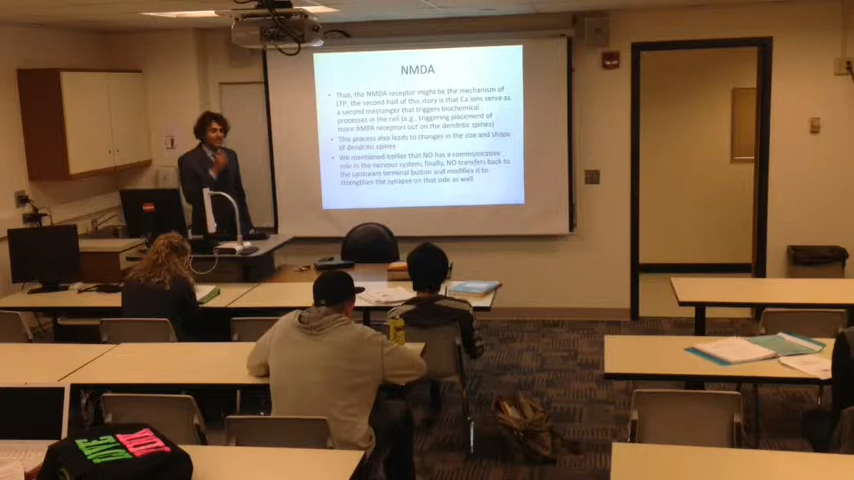 NMDA
• Thus, the NMDA receptor might be the mechanism of
LTP; the second half of this story is that Ca ions serve as
a second messenger that triggers biochemical
processes in the cell (e.g., triggering placement of
more AMPA receptors out on the dendritic spines)
• This process also leads to changes in the size and shape
of dendritic spines
• We mentioned earlier that NO has a communicative
role in the nervous system; finally, NO transfers back to
the upstream terminal button and modifies it to
strengthen the synapse on that side as well